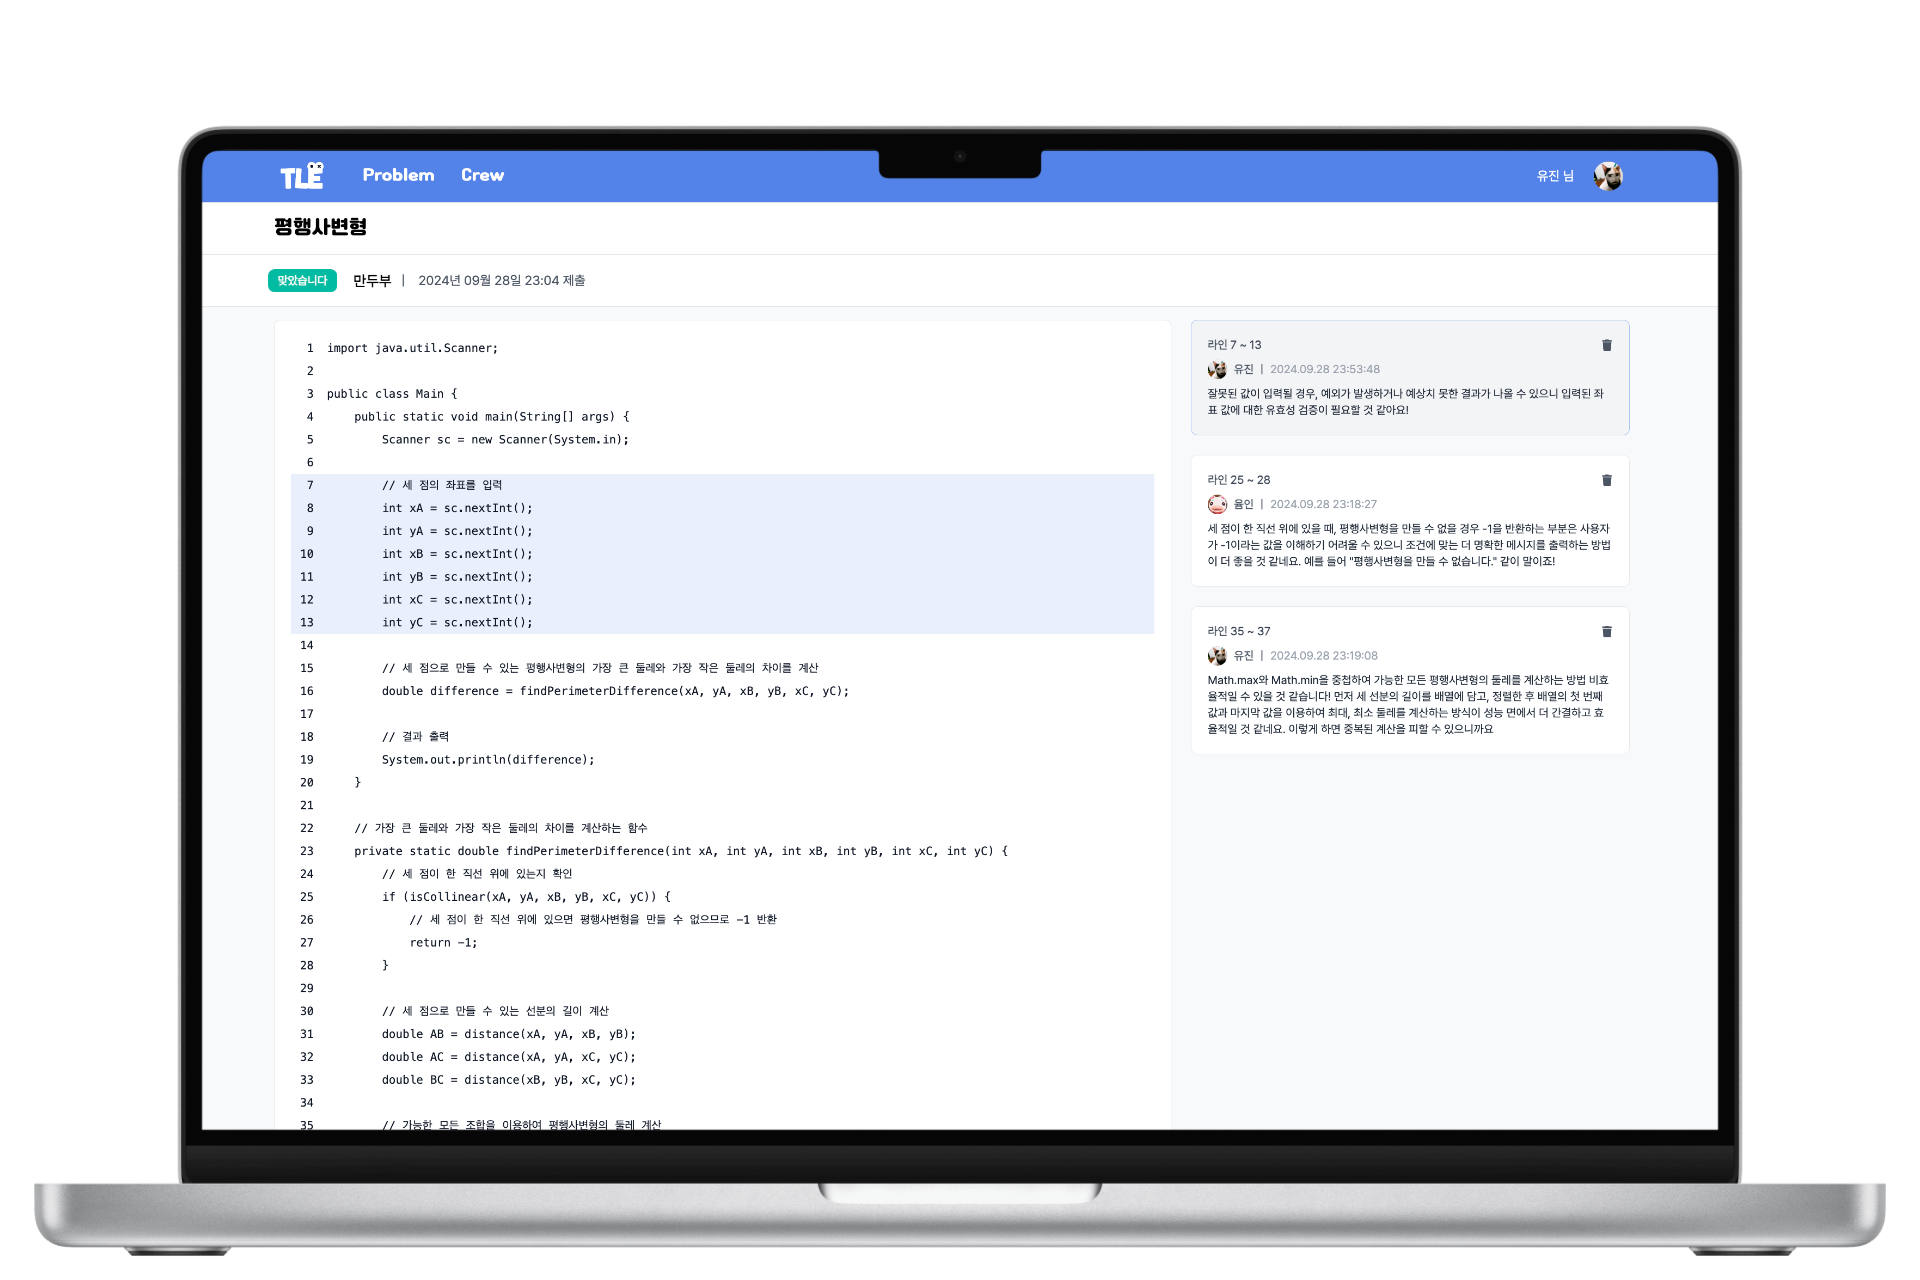 TLE Problem Crew 유진 님
평행사변형
맞았습니다 만두부 | 2024년 09월 28일 23:04 제출
1 import java.util.Scanner;
2
3 public class Main {
4 public static void main(String[] args) {
5 Scanner sc = new Scanner(System.in);
6
7 // 세 점의 좌표를 입력
8 int xA = sc.nextInt();
9 int yA = sc.nextInt();
10 int xB = sc.nextInt();
11 int yB = sc.nextInt();
12 int xC = sc.nextInt();
13 int yC = sc.nextInt();
14
15 // 세 점으로 만들 수 있는 평행사변형의 가장 큰 둘레와 가장 작은 둘레의 차이를 계산
16 double difference = findPerimeterDifference(xA, yA, xB, yB, xC, yC);
17
18 // 결과 출력
19 System.out.println(difference);
20 }
21
22 // 가장 큰 둘레와 가장 작은 둘레의 차이를 계산하는 함수
23 private static double findPerimeterDifference(int xA, int yA, int xB, int yB, int xC, int yC) {
24 // 세 점이 한 직선 위에 있는지 확인
25 if (isCollinear(xA, yA, xB, yB, xC, yC)) {
26 // 세 점이 한 직선 위에 있으면 평행사변형을 만들 수 없으므로 -1 반환
27 return -1;
28 }
29
30 // 세 점으로 만들 수 있는 선분의 길이 계산
31 double AB = distance(xA, yA, xB, yB);
32 double AC = distance(xA, yA, xC, yC);
33 double BC = distance(xB, yB, xC, yC);
34
35 // 가능한 모든 조합을 이용하여 평행사변형의 둘레 계산
라인 7 ~ 13
유진 | 2024.09.28 23:53:48
잘못된 값이 입력될 경우, 예외가 발생하거나 예상치 못한 결과가 나올 수 있으니 입력된 좌
표 값에 대한 유효성 검증이 필요할 것 같아요!
라인 25 ~ 28
윰인 | 2024.09.28 23:18:27
세 점이 한 직선 위에 있을 때, 평행사변형을 만들 수 없을 경우 -1을 반환하는 부분은 사용자
가 -1이라는 값을 이해하기 어려울 수 있으니 조건에 맞는 더 명확한 메시지를 출력하는 방법
이 더 좋을 것 같네요. 예를 들어 "평행사변형을 만들 수 없습니다." 같이 말이죠!
라인 35 ~ 37
유진 | 2024.09.28 23:19:08
Math.max와 Math.min을 중첩하여 가능한 모든 평행사변형의 둘레를 계산하는 방법 비효
율적일 수 있을 것 같습니다! 먼저 세 선분의 길이를 배열에 담고, 정렬한 후 배열의 첫 번째
값과 마지막 값을 이용하여 최대, 최소 둘레를 계산하는 방식이 성능 면에서 더 간결하고 효
율적일 것 같네요. 이렇게 하면 중복된 계산을 피할 수 있으니까요